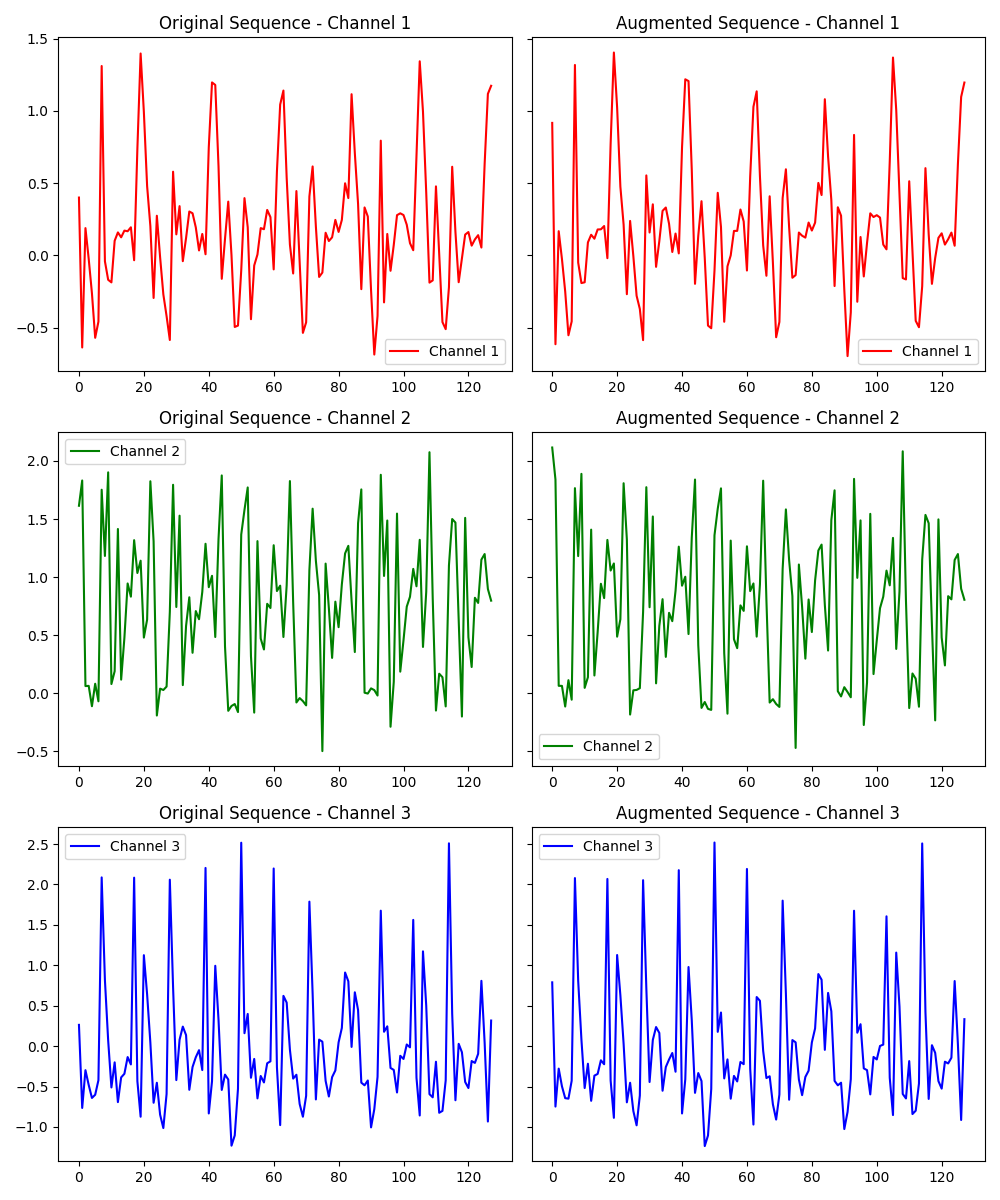 Original Sequence - Channel 1
Augmented Sequence - Channel 1
1.5
1.0
0.5
0.0
−0.5
Channel 1
Channel 1
0 20 40 60 80 100 120
0 20 40 60 80 100 120
Original Sequence - Channel 2
Augmented Sequence - Channel 2
Channel 2
2.0
1.5
1.0
0.5
0.0
−0.5
Channel 2
0 20 40 60 80 100 120
0 20 40 60 80 100 120
Original Sequence - Channel 3
Augmented Sequence - Channel 3
Channel 3
Channel 3
2.5
2.0
1.5
1.0
0.5
0.0
−0.5
−1.0
0 20 40 60 80 100 120
0 20 40 60 80 100 120